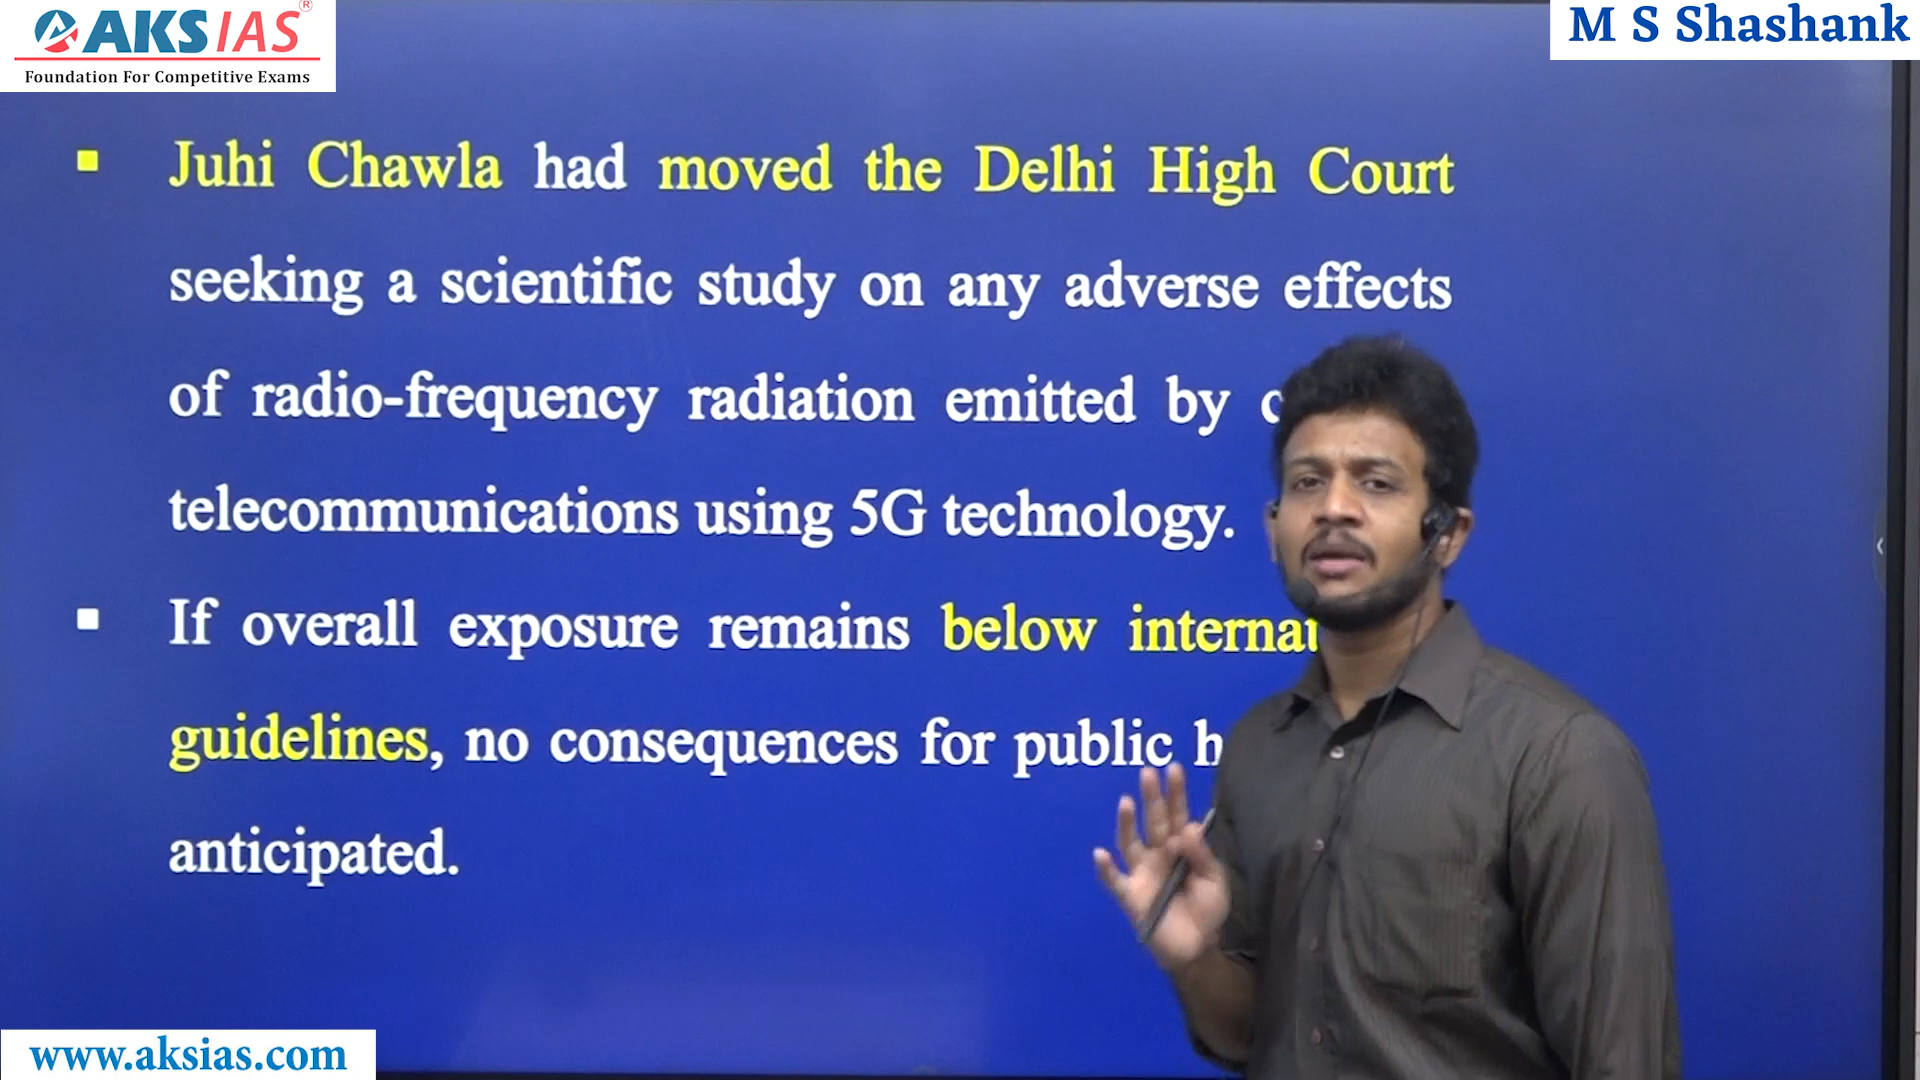 AKS IAS®
Foundation For Competitive Exams
M S Shashank
Juhi Chawla had moved the Delhi High Court
seeking a scientific study on any adverse effects
of radio-frequency radiation emitted by
telecommunications using 5G technology.
If overall exposure remains below
guidelines, no consequences for public
anticipated.
www.aksias.com